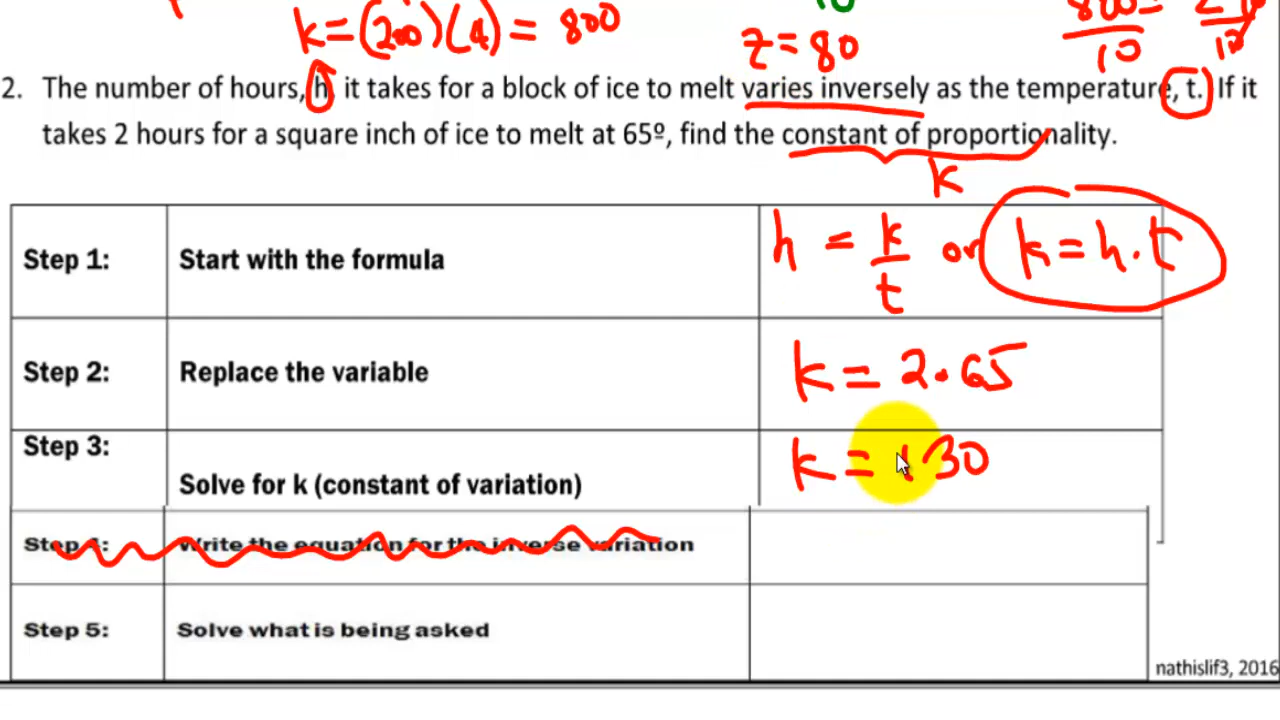 k=(200)(4) = 800
10
z = 80
800=
10
10
2. The number of hours, h, it takes for a block of ice to melt varies inversely as the temperature, t. If it
takes 2 hours for a square inch of ice to melt at 65º, find the constant of proportionality.
k
Step 1: Start with the formula h = k/t or k = h.t
Step 2: Replace the variable k = 2.65
Step 3: Solve for k (constant of variation) k = 130
Step 4: Write the equation for the inverse variation
Step 5: Solve what is being asked
nathislif3, 2016